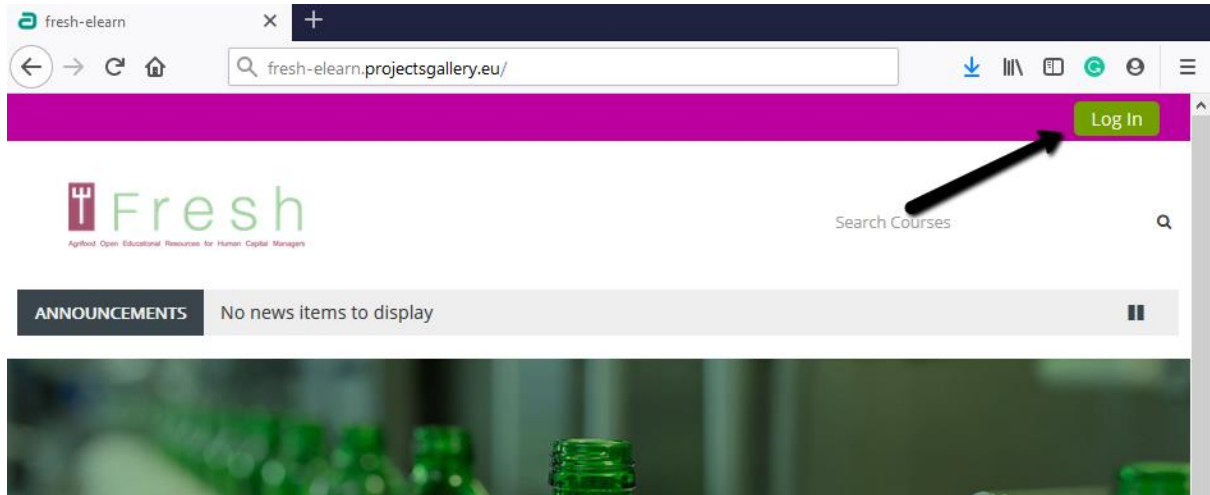 fresh-elearn
fresh-elearn.projectsgallery.eu/
Log In
Fresh
Agrifood Open Educational Resources for Human Capital Managers
Search Courses
ANNOUNCEMENTS No news items to display